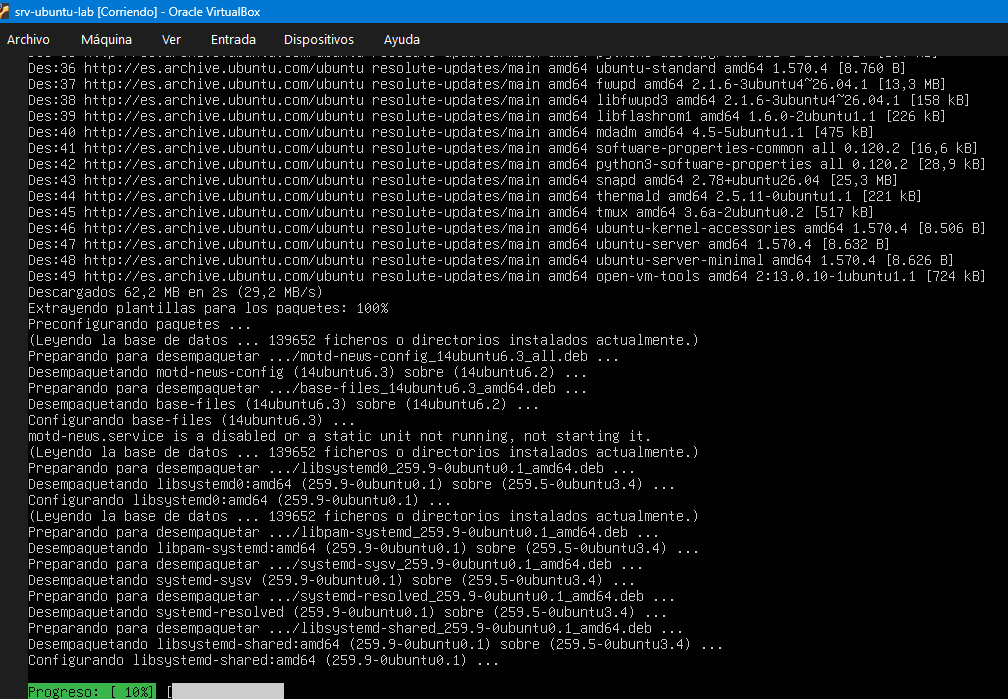 srv-ubuntu-lab [Corriendo] - Oracle VirtualBox
Archivo Máquina Ver Entrada Dispositivos Ayuda
Des:36 http://es.archive.ubuntu.com/ubuntu resolute-updates/main amd64 ubuntu-standard amd64 1.570.4 [8.760 B]
Des:37 http://es.archive.ubuntu.com/ubuntu resolute-updates/main amd64 fwupd amd64 2.1.6-3ubuntu4~26.04.1 [13,3 MB]
Des:38 http://es.archive.ubuntu.com/ubuntu resolute-updates/main amd64 libfwupd3 amd64 2.1.6-3ubuntu4~26.04.1 [158 kB]
Des:39 http://es.archive.ubuntu.com/ubuntu resolute-updates/main amd64 libflashrom1 amd64 1.6.0-2ubuntu1.1 [226 kB]
Des:40 http://es.archive.ubuntu.com/ubuntu resolute-updates/main amd64 mdadm amd64 4.5-5ubuntu1.1 [475 kB]
Des:41 http://es.archive.ubuntu.com/ubuntu resolute-updates/main amd64 software-properties-common all 0.120.2 [16,6 kB]
Des:42 http://es.archive.ubuntu.com/ubuntu resolute-updates/main amd64 python3-software-properties all 0.120.2 [28,9 kB]
Des:43 http://es.archive.ubuntu.com/ubuntu resolute-updates/main amd64 snapd amd64 2.78+ubuntu26.04 [25,3 MB]
Des:44 http://es.archive.ubuntu.com/ubuntu resolute-updates/main amd64 thermald amd64 2.5.11-0ubuntu1.1 [221 kB]
Des:45 http://es.archive.ubuntu.com/ubuntu resolute-updates/main amd64 tmux amd64 3.6a-2ubuntu0.2 [517 kB]
Des:46 http://es.archive.ubuntu.com/ubuntu resolute-updates/main amd64 ubuntu-kernel-accessories amd64 1.570.4 [8.506 B]
Des:47 http://es.archive.ubuntu.com/ubuntu resolute-updates/main amd64 ubuntu-server amd64 1.570.4 [8.632 B]
Des:48 http://es.archive.ubuntu.com/ubuntu resolute-updates/main amd64 ubuntu-server-minimal amd64 1.570.4 [8.626 B]
Des:49 http://es.archive.ubuntu.com/ubuntu resolute-updates/main amd64 open-vm-tools amd64 2:13.0.10-1ubuntu1.1 [724 kB]
Descargados 62,2 MB en 2s (29,2 MB/s)
Extrayendo plantillas para los paquetes: 100%
Preconfigurando paquetes ...
(Leyendo la base de datos ... 139652 ficheros o directorios instalados actualmente.)
Preparando para desempaquetar .../motd-news-config_14ubuntu6.3_all.deb ...
Desempaquetando motd-news-config (14ubuntu6.3) sobre (14ubuntu6.2) ...
Preparando para desempaquetar .../base-files_14ubuntu6.3_amd64.deb ...
Desempaquetando base-files (14ubuntu6.3) sobre (14ubuntu6.2) ...
Configurando base-files (14ubuntu6.3) ...
motd-news.service is a disabled or a static unit not running, not starting it.
(Leyendo la base de datos ... 139652 ficheros o directorios instalados actualmente.)
Preparando para desempaquetar .../libsystemd0_259.9-0ubuntu0.1_amd64.deb ...
Desempaquetando libsystemd0:amd64 (259.9-0ubuntu0.1) sobre (259.5-0ubuntu3.4) ...
Configurando libsystemd0:amd64 (259.9-0ubuntu0.1) ...
(Leyendo la base de datos ... 139652 ficheros o directorios instalados actualmente.)
Preparando para desempaquetar .../libpam-systemd_259.9-0ubuntu0.1_amd64.deb ...
Desempaquetando libpam-systemd:amd64 (259.9-0ubuntu0.1) sobre (259.5-0ubuntu3.4) ...
Preparando para desempaquetar .../systemd-sysv_259.9-0ubuntu0.1_amd64.deb ...
Desempaquetando systemd-sysv (259.9-0ubuntu0.1) sobre (259.5-0ubuntu3.4) ...
Preparando para desempaquetar .../systemd-resolved_259.9-0ubuntu0.1_amd64.deb ...
Desempaquetando systemd-resolved (259.9-0ubuntu0.1) sobre (259.5-0ubuntu3.4) ...
Preparando para desempaquetar .../libsystemd-shared_259.9-0ubuntu0.1_amd64.deb ...
Desempaquetando libsystemd-shared:amd64 (259.9-0ubuntu0.1) sobre (259.5-0ubuntu3.4) ...
Configurando libsystemd-shared:amd64 (259.9-0ubuntu0.1) ...
Progreso: [ 10%] [